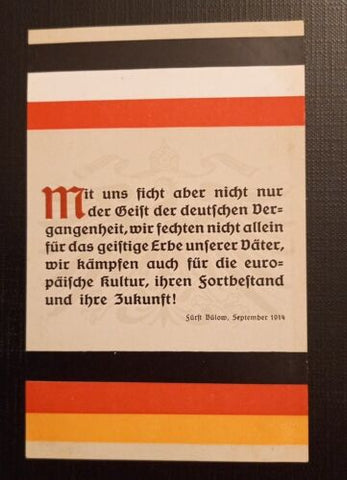 Mit uns ficht aber nicht nur
der Geiſt der deutſchen Ver=
gangenheit, wir fechten nicht allein
für das geiſtige Erbe unſerer Väter,
wir kämpfen auch für die euro=
päiſche Kultur, ihren Fortbeſtand
und ihre Zukunft!
Fürſt Bülow, September 1914